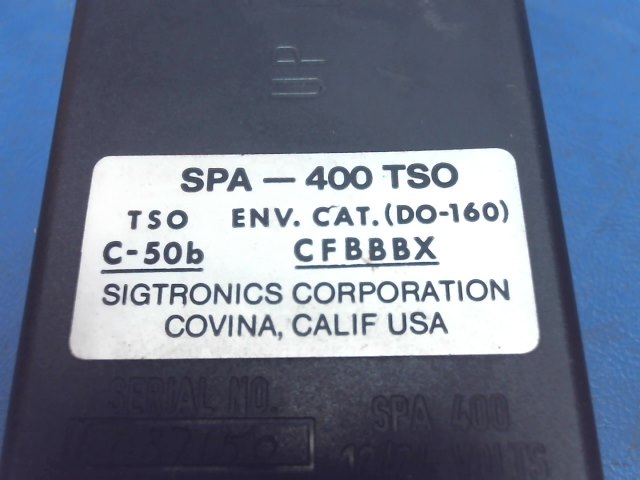 UP
SPA — 400 TSO
TSO ENV. CAT. (DO-160)
C-50b CFBBBX
SIGTRONICS CORPORATION
COVINA, CALIF USA
SERIAL NO.
SPA 400
VOLTS